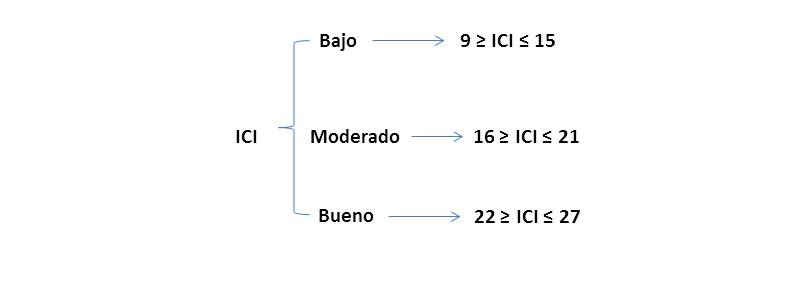 Bajo 9 ≥ ICI ≤ 15
ICI Moderado 16 ≥ ICI ≤ 21
Bueno 22 ≥ ICI ≤ 27